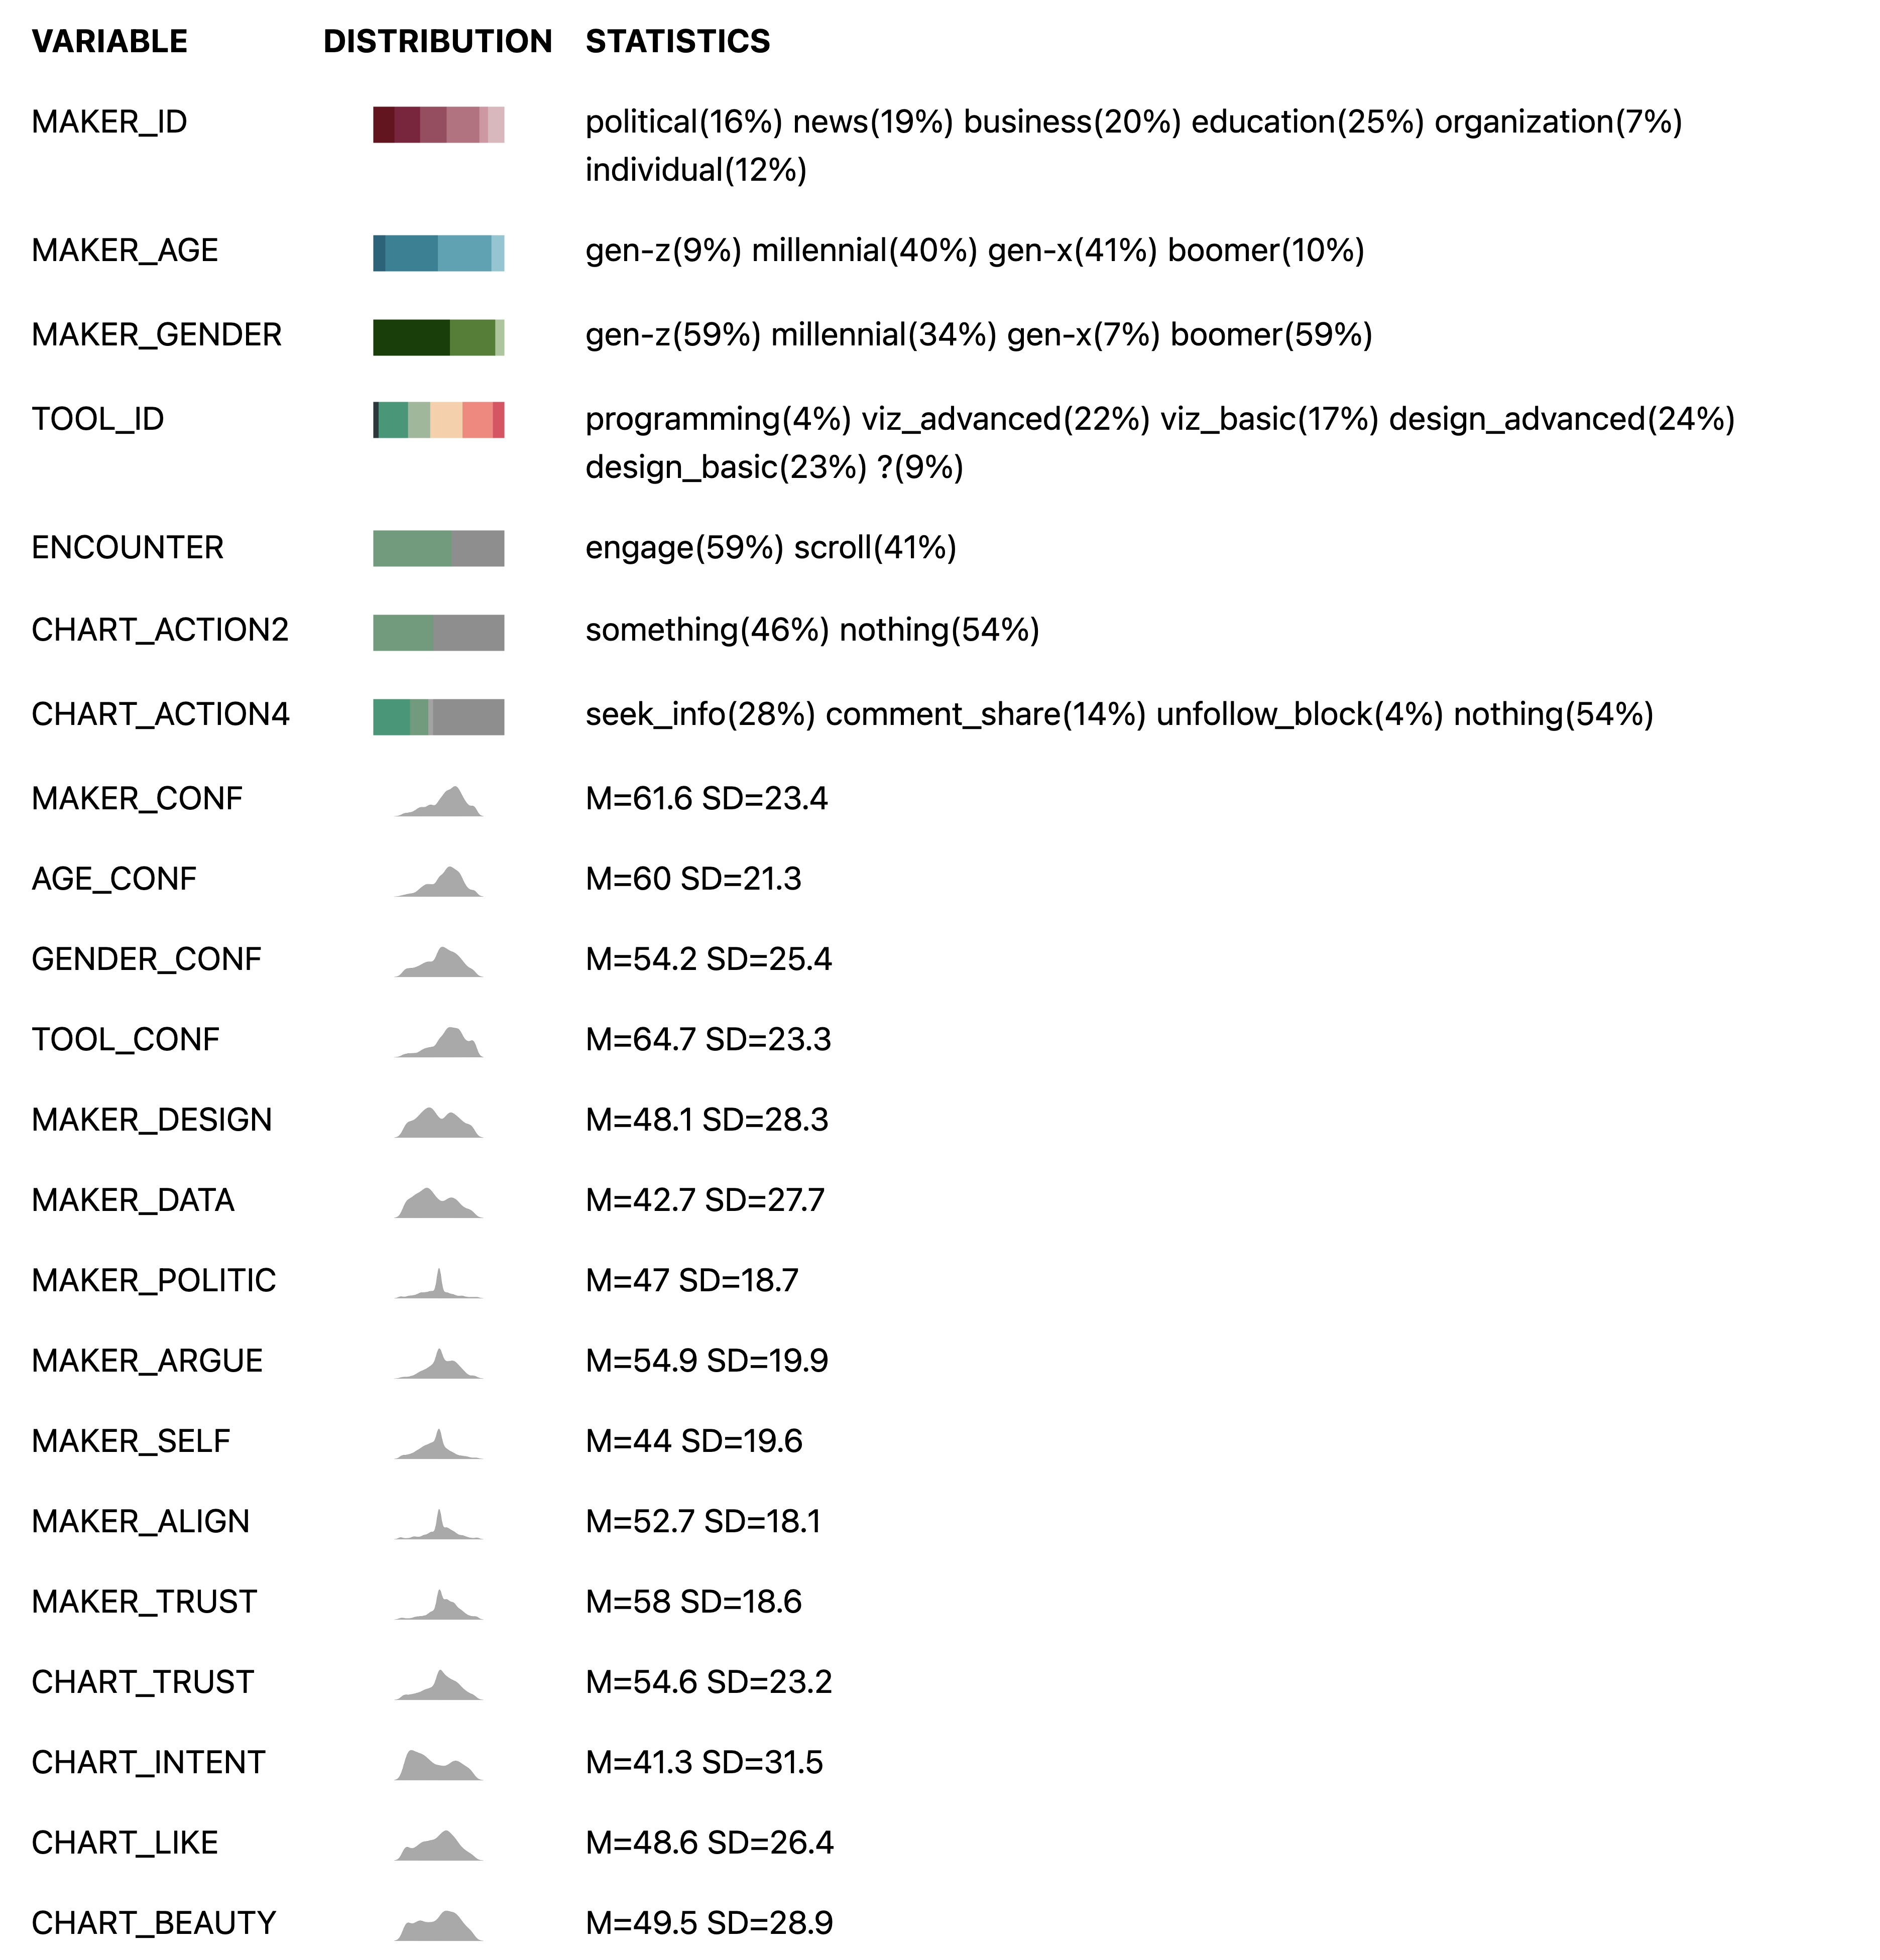 VARIABLE DISTRIBUTION STATISTICS
MAKER_ID political(16%) news(19%) business(20%) education(25%) organization(7%)
individual(12%)
MAKER_AGE gen-z(9%) millennial(40%) gen-x(41%) boomer(10%)
MAKER_GENDER gen-z(59%) millennial(34%) gen-x(7%) boomer(59%)
TOOL_ID programming(4%) viz_advanced(22%) viz_basic(17%) design_advanced(24%)
design_basic(23%) ?(9%)
ENCOUNTER engage(59%) scroll(41%)
CHART_ACTION2 something(46%) nothing(54%)
CHART_ACTION4 seek_info(28%) comment_share(14%) unfollow_block(4%) nothing(54%)
MAKER_CONF M=61.6 SD=23.4
AGE_CONF M=60 SD=21.3
GENDER_CONF M=54.2 SD=25.4
TOOL_CONF M=64.7 SD=23.3
MAKER_DESIGN M=48.1 SD=28.3
MAKER_DATA M=42.7 SD=27.7
MAKER_POLITIC M=47 SD=18.7
MAKER_ARGUE M=54.9 SD=19.9
MAKER_SELF M=44 SD=19.6
MAKER_ALIGN M=52.7 SD=18.1
MAKER_TRUST M=58 SD=18.6
CHART_TRUST M=54.6 SD=23.2
CHART_INTENT M=41.3 SD=31.5
CHART_LIKE M=48.6 SD=26.4
CHART_BEAUTY M=49.5 SD=28.9